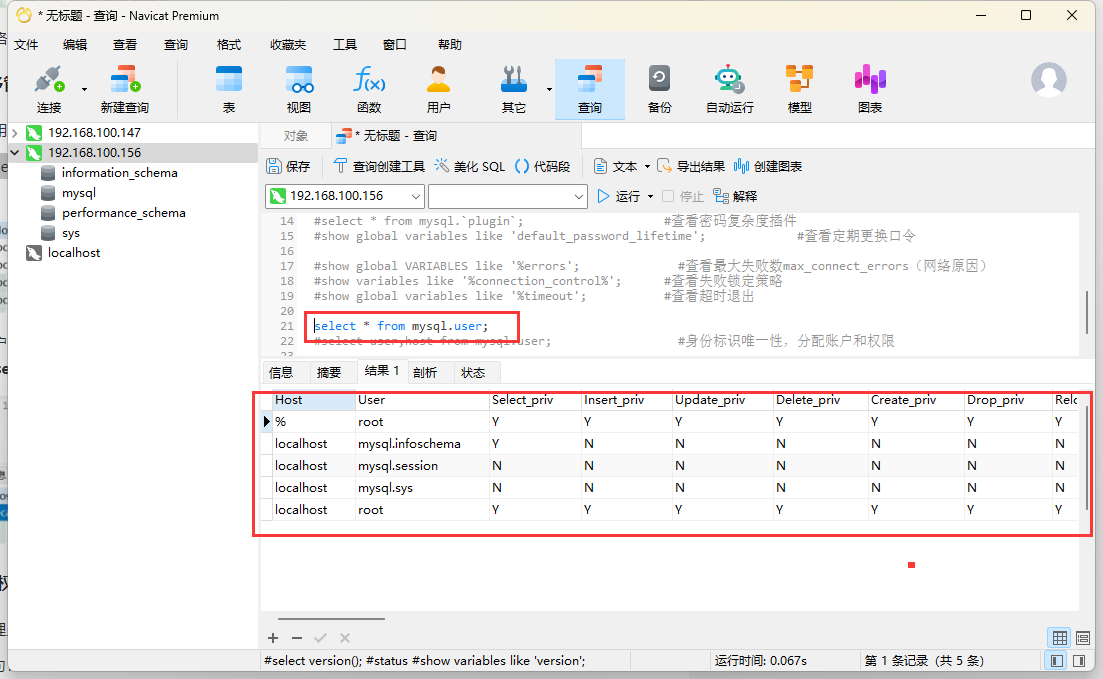 * 无标题 - 查询 - Navicat Premium
文件 编辑 查看 查询 格式 收藏夹 工具 窗口 帮助
连接 新建查询 表 视图 函数 用户 其它 查询 备份 自动运行 模型 图表
192.168.100.147
192.168.100.156
information_schema
mysql
performance_schema
sys
localhost
对象 * 无标题 - 查询
保存 查询创建工具 美化 SQL 代码段 文本 导出结果 创建图表
192.168.100.156 运行 停止 解释
14 #select * from mysql.`plugin`; #查看密码复杂度插件
15 #show global variables like 'default_password_lifetime'; #查看定期更换口令
16
17 #show global VARIABLES like '%errors'; #查看最大失败数max_connect_errors（网络原因）
18 #show variables like '%connection_control%'; #查看失败锁定策略
19 #show global variables like '%timeout'; #查看超时退出
20
21 select * from mysql.user;
22 #select user,host from mysql.user; #身份标识唯一性，分配账户和权限
23
信息 摘要 结果 1 剖析 状态
Host User Select_priv Insert_priv Update_priv Delete_priv Create_priv Drop_priv
% root Y Y Y Y Y Y Y
localhost mysql.infoschema Y N N N N N N
localhost mysql.session N N N N N N N
localhost mysql.sys N N N N N N N
localhost root Y Y Y Y Y Y Y
#select version(); #status #show variables like 'version'; 运行时间: 0.067s 第 1 条记录 (共 5 条)